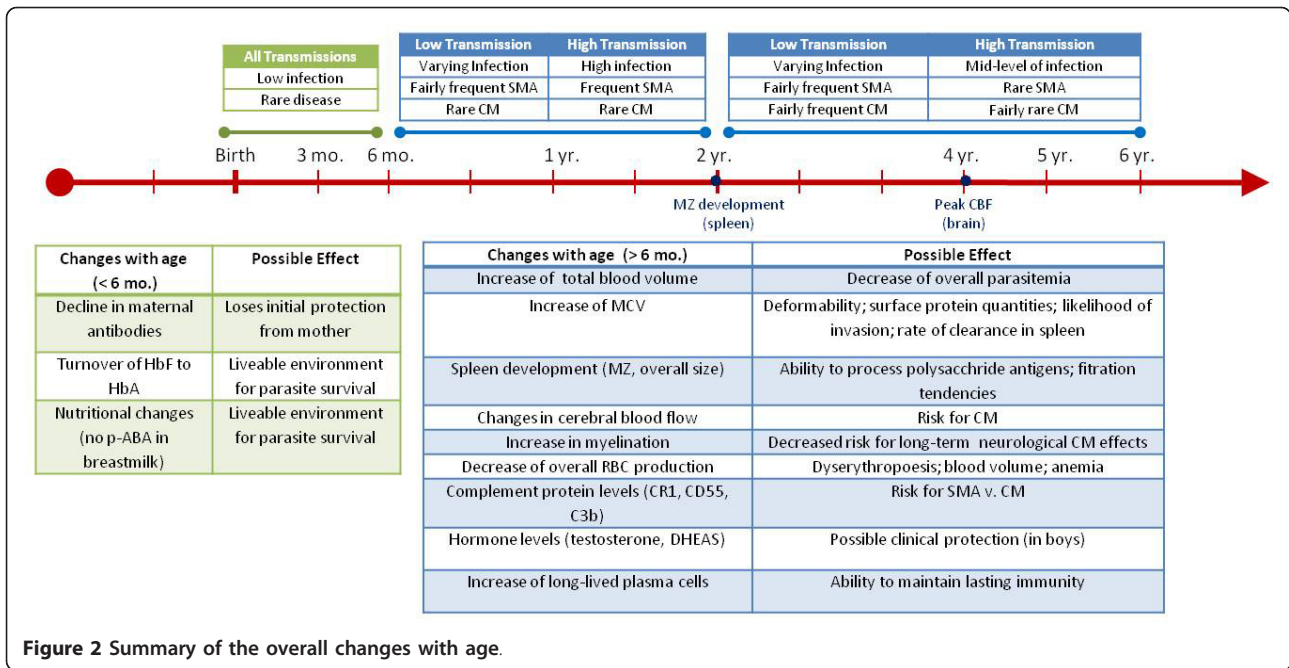 All Transmissions
Low infection
Rare disease
Low Transmission High Transmission
Varying Infection High infection
Fairly frequent SMA Frequent SMA
Rare CM Rare CM
Low Transmission High Transmission
Varying Infection Mid-level of infection
Fairly frequent SMA Rare SMA
Fairly frequent CM Fairly rare CM
Birth 3 mo. 6 mo. 1 yr. 2 yr. 4 yr. 5 yr. 6 yr.
MZ development
(spleen)
Peak CBF
(brain)
Changes with age
(< 6 mo.)
Possible Effect
Decline in maternal
antibodies
Loses initial protection
from mother
Turnover of HbF to
HbA
Liveable environment
for parasite survival
Nutritional changes
(no p-ABA in
breastmilk)
Liveable environment
for parasite survival
Changes with age (> 6 mo.) Possible Effect
Increase of total blood volume Decrease of overall parasitemia
Increase of MCV
Deformability; surface protein quantities; likelihood of
invasion; rate of clearance in spleen
Spleen development (MZ, overall size)
Ability to process polysacchride antigens; fitration
tendencies
Changes in cerebral blood flow Risk for CM
Increase in myelination Decreased risk for long-term neurological CM effects
Decrease of overall RBC production Dyserythropoesis; blood volume; anemia
Complement protein levels (CR1, CD55,
C3b)
Risk for SMA v. CM
Hormone levels (testosterone, DHEAS) Possible clinical protection (in boys)
Increase of long-lived plasma cells Ability to maintain lasting immunity
Figure 2 Summary of the overall changes with age.